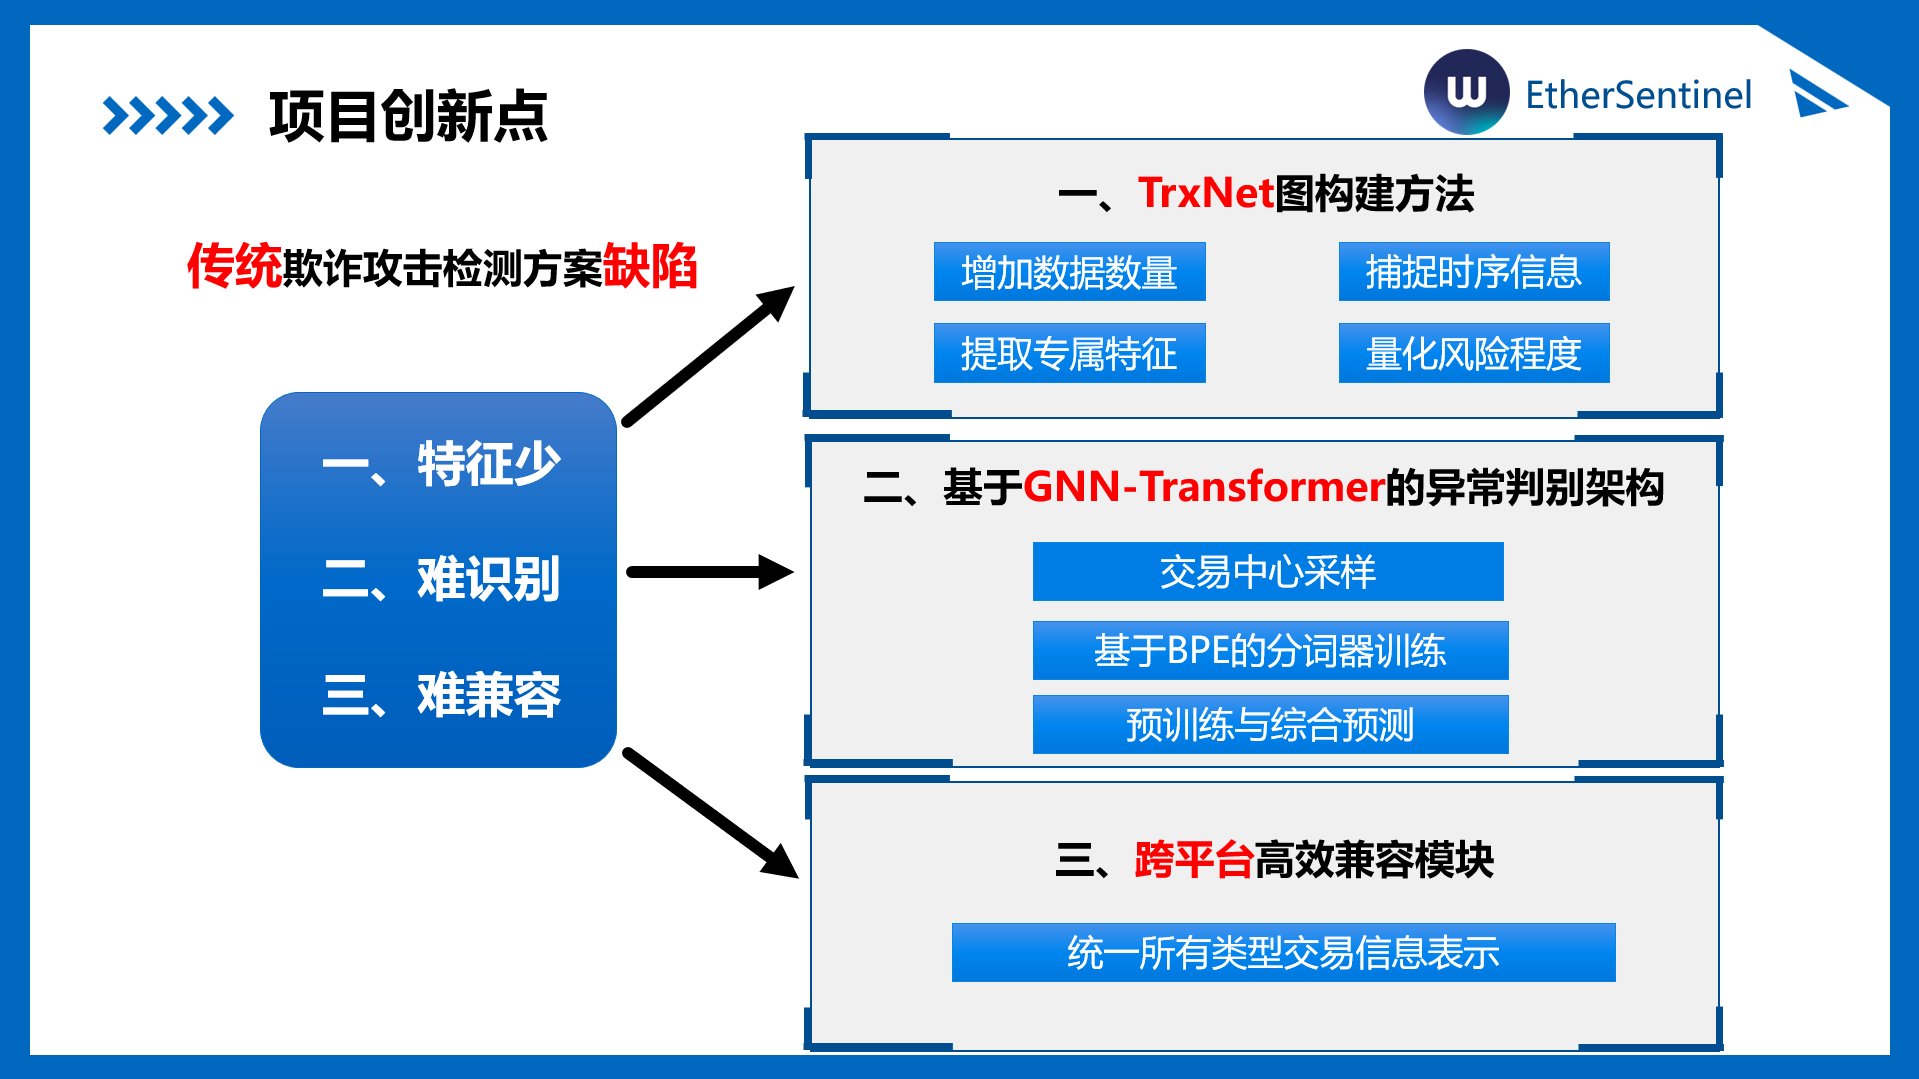 项目创新点
W EtherSentinel
传统欺诈攻击检测方案缺陷
一、特征少
二、难识别
三、难兼容
一、TrxNet图构建方法
增加数据数量
捕捉时序信息
提取专属特征
量化风险程度
二、基于GNN-Transformer的异常判别架构
交易中心采样
基于BPE的分词器训练
预训练与综合预测
三、跨平台高效兼容模块
统一所有类型交易信息表示